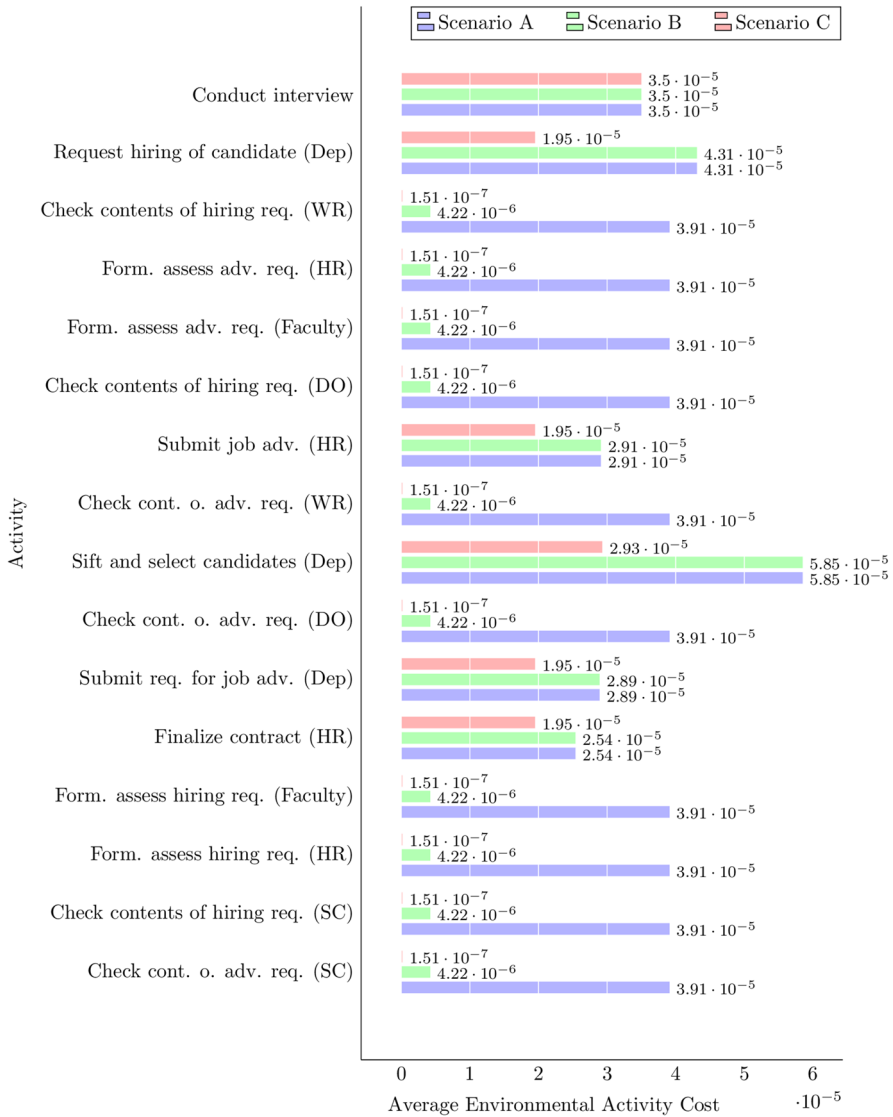 Scenario A Scenario B Scenario C
Conduct interview
3.5 · 10⁻⁵
3.5 · 10⁻⁵
3.5 · 10⁻⁵
Request hiring of candidate (Dep)
1.95 · 10⁻⁵
4.31 · 10⁻⁵
4.31 · 10⁻⁵
Check contents of hiring req. (WR)
1.51 · 10⁻⁷
4.22 · 10⁻⁶
3.91 · 10⁻⁵
Form. assess adv. req. (HR)
1.51 · 10⁻⁷
4.22 · 10⁻⁶
3.91 · 10⁻⁵
Form. assess adv. req. (Faculty)
1.51 · 10⁻⁷
4.22 · 10⁻⁶
3.91 · 10⁻⁵
Check contents of hiring req. (DO)
1.51 · 10⁻⁷
4.22 · 10⁻⁶
3.91 · 10⁻⁵
Submit job adv. (HR)
1.95 · 10⁻⁵
2.91 · 10⁻⁵
2.91 · 10⁻⁵
Check cont. o. adv. req. (WR)
1.51 · 10⁻⁷
4.22 · 10⁻⁶
3.91 · 10⁻⁵
Activity
Sift and select candidates (Dep)
2.93 · 10⁻⁵
5.85 · 10⁻⁵
5.85 · 10⁻⁵
Check cont. o. adv. req. (DO)
1.51 · 10⁻⁷
4.22 · 10⁻⁶
3.91 · 10⁻⁵
Submit req. for job adv. (Dep)
1.95 · 10⁻⁵
2.89 · 10⁻⁵
2.89 · 10⁻⁵
Finalize contract (HR)
1.95 · 10⁻⁵
2.54 · 10⁻⁵
2.54 · 10⁻⁵
Form. assess hiring req. (Faculty)
1.51 · 10⁻⁷
4.22 · 10⁻⁶
3.91 · 10⁻⁵
Form. assess hiring req. (HR)
1.51 · 10⁻⁷
4.22 · 10⁻⁶
3.91 · 10⁻⁵
Check contents of hiring req. (SC)
1.51 · 10⁻⁷
4.22 · 10⁻⁶
3.91 · 10⁻⁵
Check cont. o. adv. req. (SC)
1.51 · 10⁻⁷
4.22 · 10⁻⁶
3.91 · 10⁻⁵
0 1 2 3 4 5 6
Average Environmental Activity Cost ·10⁻⁵